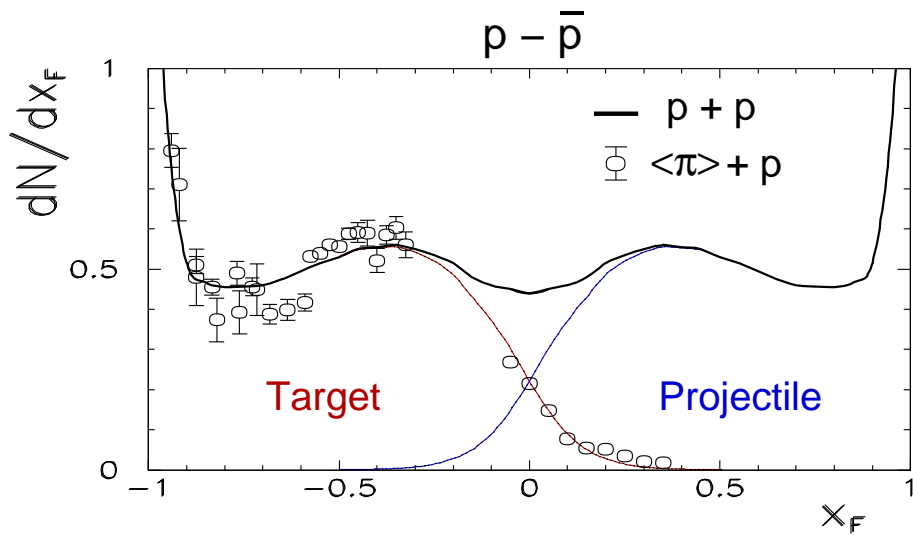 p − p̅
dN/dx_F
1
0.5
0
p + p
<π> + p
Target
Projectile
−1
−0.5
0
0.5
1
x_F